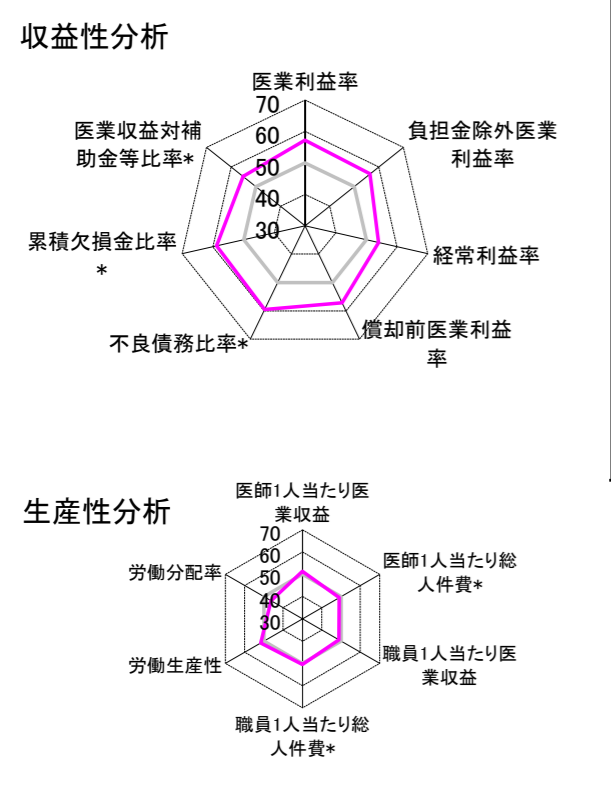 収益性分析
医業利益率
70
60
50
40
30
負担金除外医業
利益率
経常利益率
償却前医業利益
率
不良債務比率*
累積欠損金比率
*
医業収益対補
助金等比率*
生産性分析
医師1人当たり医
業収益
70
60
50
40
30
医師1人当たり総
人件費*
職員1人当たり医
業収益
職員1人当たり総
人件費*
労働生産性
労働分配率